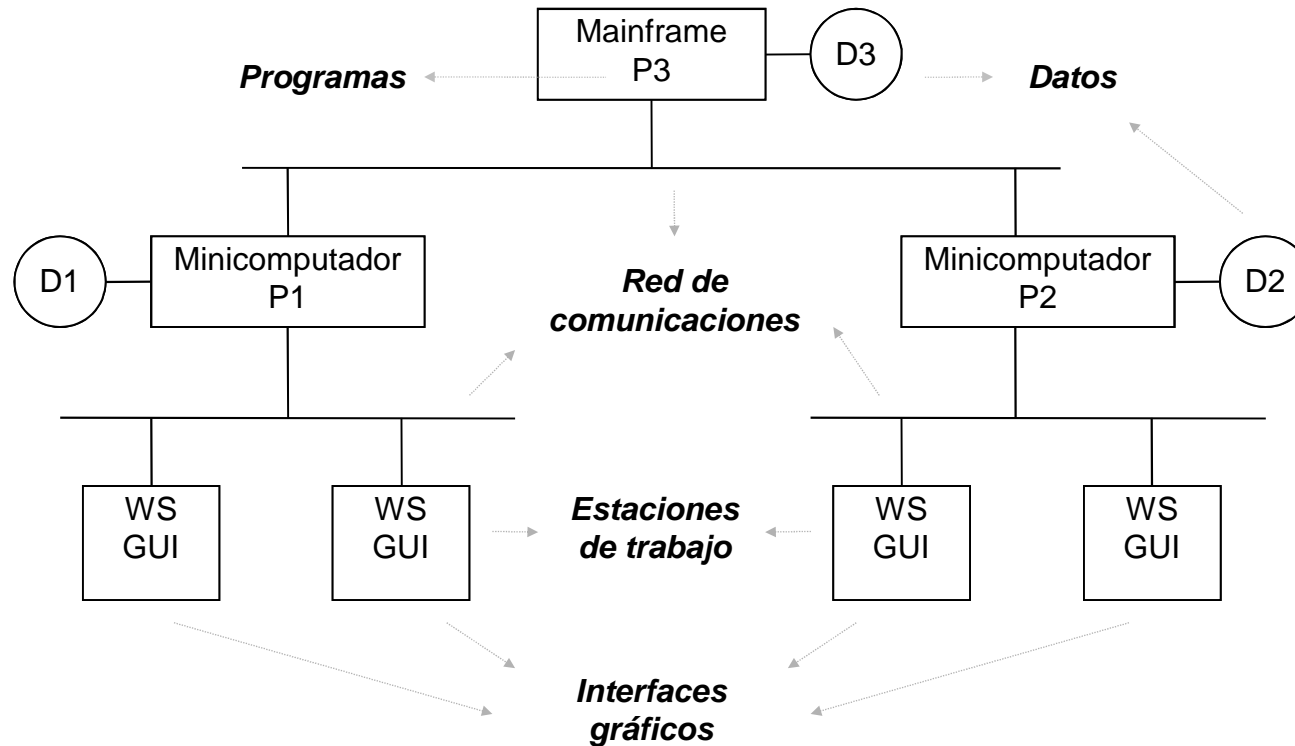 Mainframe
P3
D3
Programas
Datos
D1
Minicomputador
P1
Red de
comunicaciones
Minicomputador
P2
D2
WS
GUI
WS
GUI
Estaciones
de trabajo
WS
GUI
WS
GUI
Interfaces
gráficos